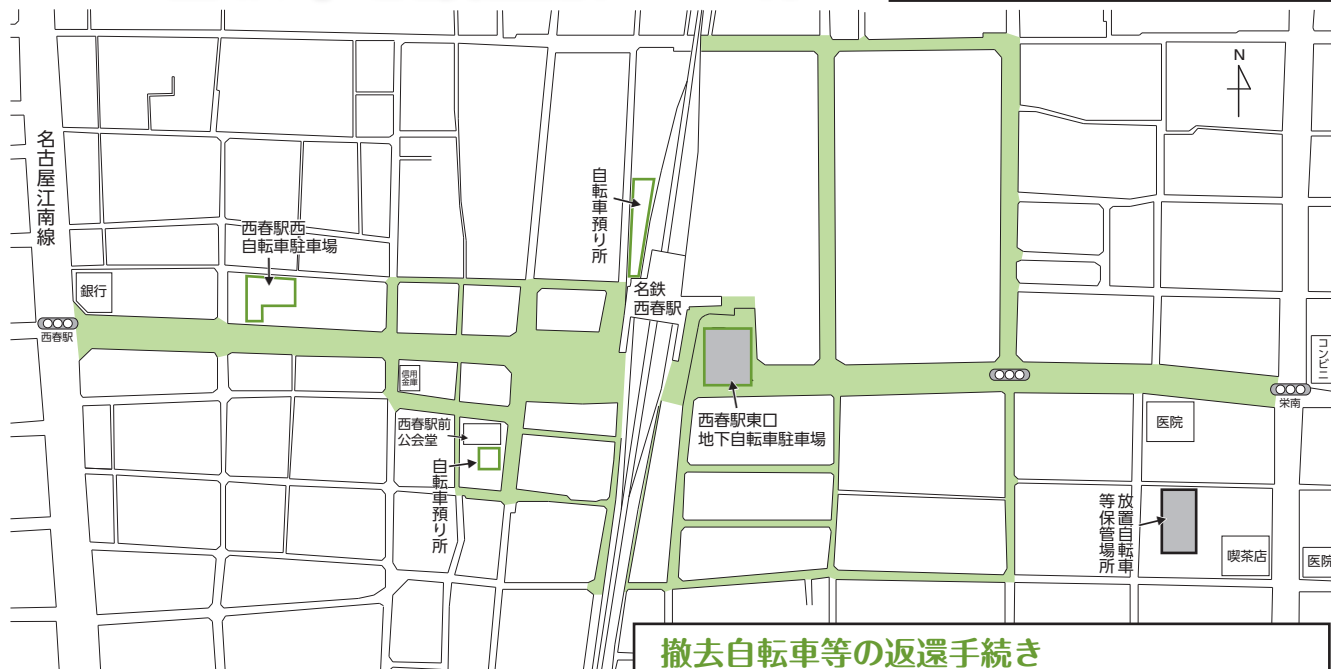 N
名古屋江南線
自転車預り所
西春駅西
自転車駐車場
銀行
名鉄
西春駅
西春駅
コンビニ
信用
金庫
栄南
西春駅前
公会堂
西春駅東口
地下自転車駐車場
医院
自転車預り所
放置自転車
等保管場所
喫茶店
医院
撤去自転車等の返還手続き